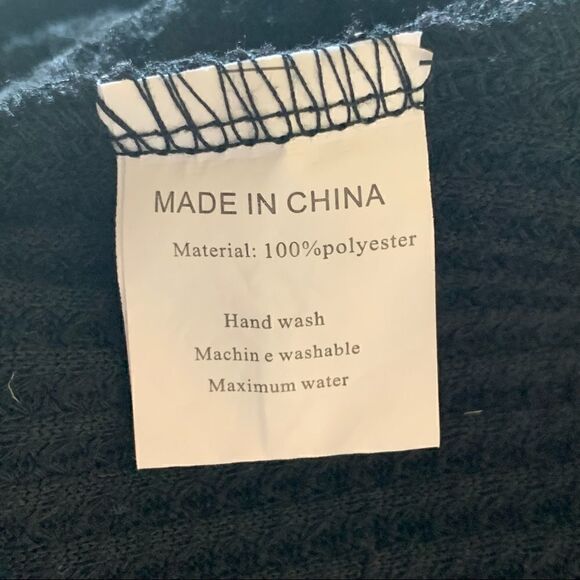 MADE IN CHINA
Material: 100%polyester
Hand wash
Machin e washable
Maximum water